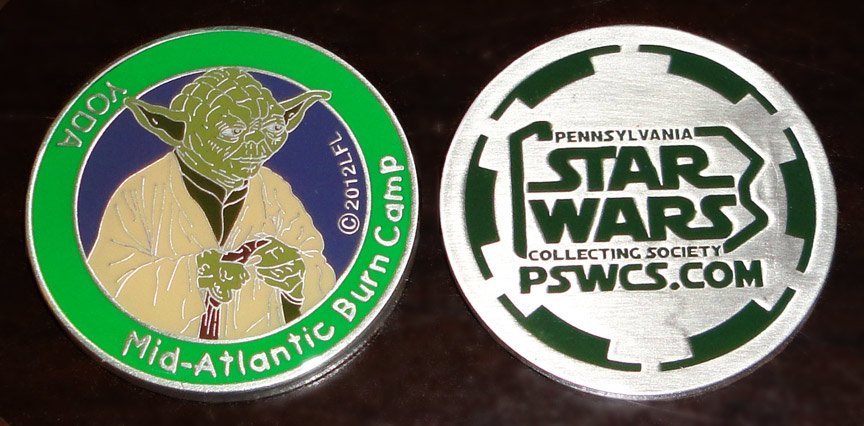 YODA
©2012LFL
Mid-Atlantic Burn Camp
PENNSYLVANIA
STAR
WARS
COLLECTING SOCIETY
PSWCS.COM